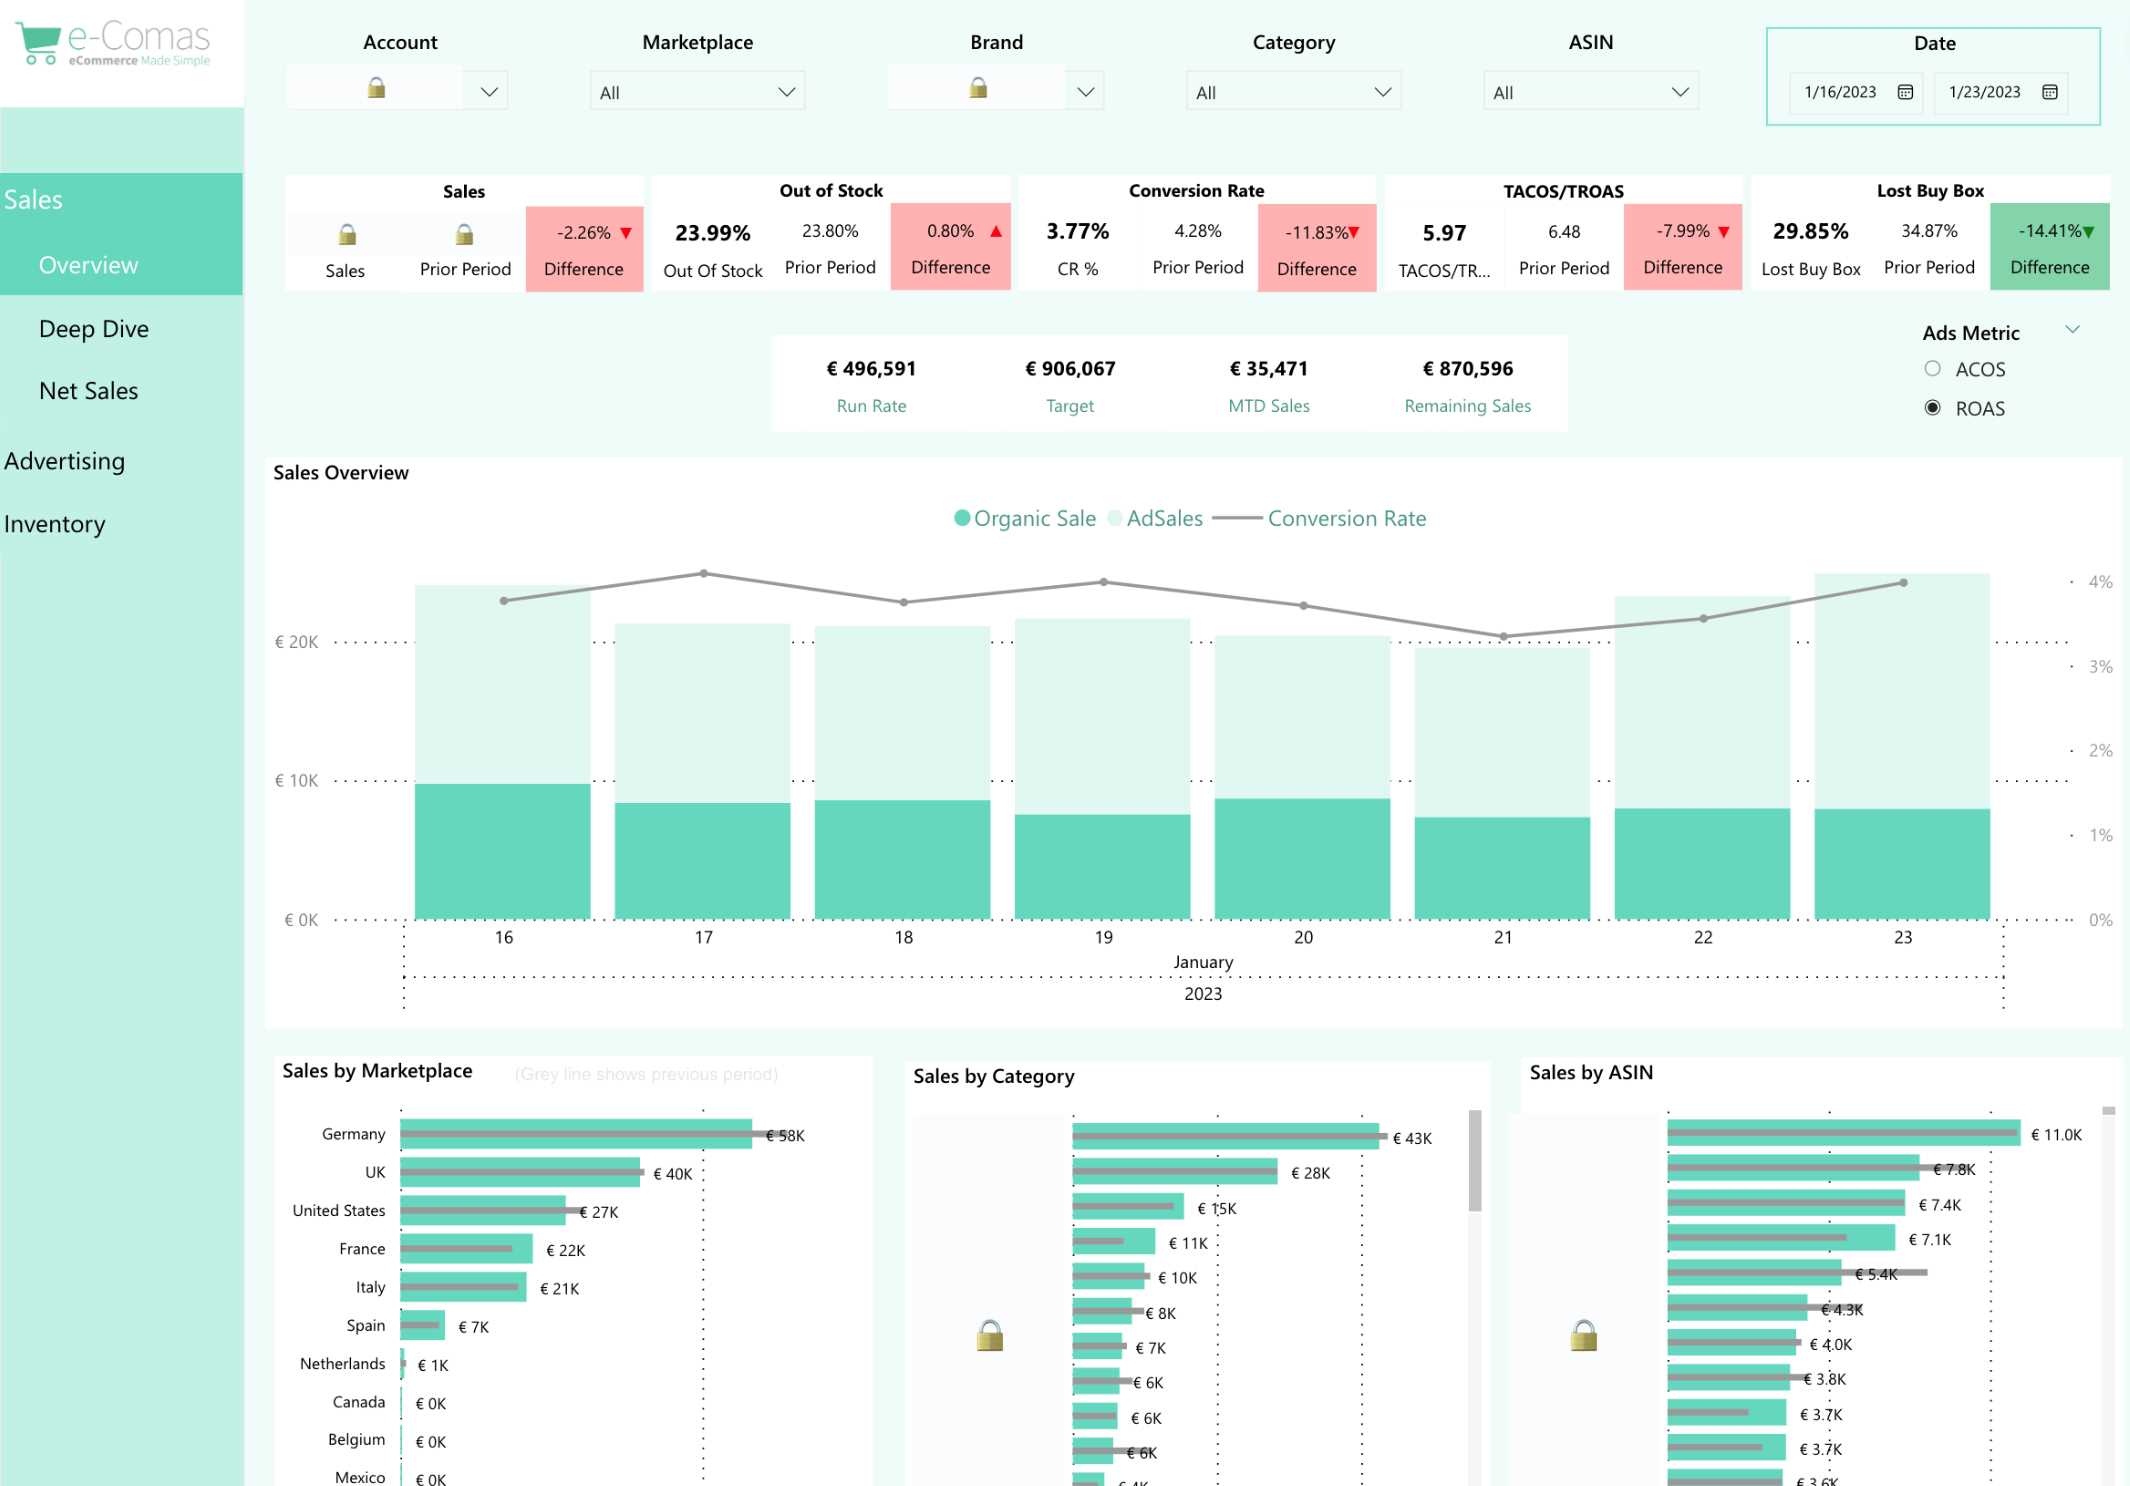 e-Comas
eCommerce Made Simple
Account Marketplace Brand Category ASIN Date
All All All 1/16/2023 1/23/2023
Sales
Overview
Deep Dive
Net Sales
Advertising
Inventory
Sales
-2.26% ▼
Sales Prior Period Difference
Out of Stock
23.99% 23.80% 0.80% ▲
Out Of Stock Prior Period Difference
Conversion Rate
3.77% 4.28% -11.83%▼
CR % Prior Period Difference
TACOS/TROAS
5.97 6.48 -7.99% ▼
TACOS/TR... Prior Period Difference
Lost Buy Box
29.85% 34.87% -14.41%▼
Lost Buy Box Prior Period Difference
€ 496,591 € 906,067 € 35,471 € 870,596
Run Rate Target MTD Sales Remaining Sales
Ads Metric
ACOS
ROAS
Sales Overview
Organic Sale AdSales Conversion Rate
€ 20K
€ 10K
€ 0K
4%
3%
2%
1%
0%
16 17 18 19 20 21 22 23
January
2023
Sales by Marketplace (Grey line shows previous period)
Germany € 58K
UK € 40K
United States € 27K
France € 22K
Italy € 21K
Spain € 7K
Netherlands € 1K
Canada € 0K
Belgium € 0K
Mexico € 0K
Sales by Category
€ 43K
€ 28K
€ 15K
€ 11K
€ 10K
€ 8K
€ 7K
€ 6K
€ 6K
€ 6K
€ 4K
Sales by ASIN
€ 11.0K
€ 7.8K
€ 7.4K
€ 7.1K
€ 5.4K
€ 4.3K
€ 4.0K
€ 3.8K
€ 3.7K
€ 3.7K
€ 3.6K